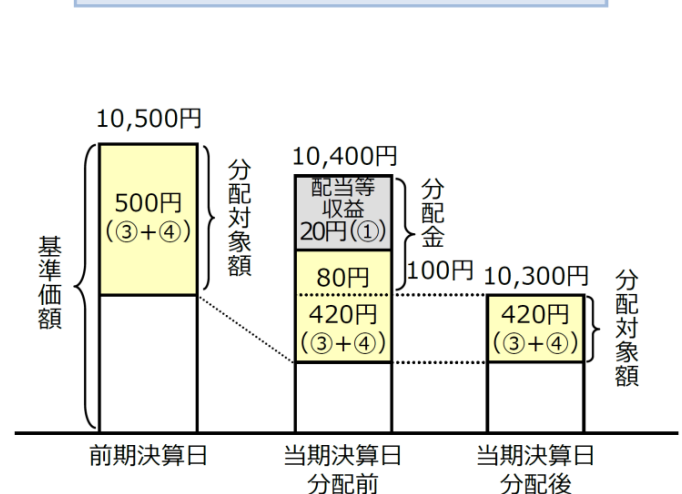 10,500円
500円
(③+④)
分配対象額
基準価額
前期決算日
10,400円
配当等
収益
20円(①)
80円
420円
(③+④)
分配金
100円
当期決算日
分配前
10,300円
420円
(③+④)
分配対象額
当期決算日
分配後